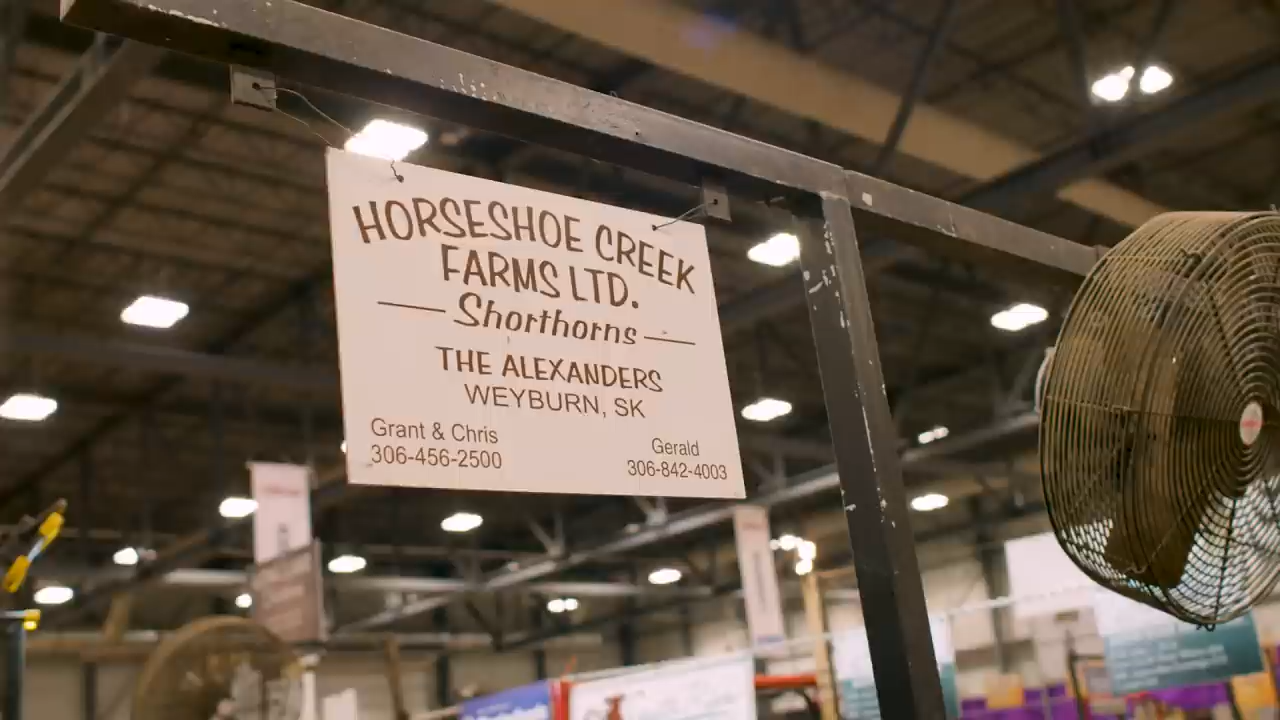 HORSESHOE CREEK
FARMS LTD.
Shorthorns
THE ALEXANDERS
WEYBURN, SK
Grant & Chris
306-456-2500
Gerald
306-842-4003